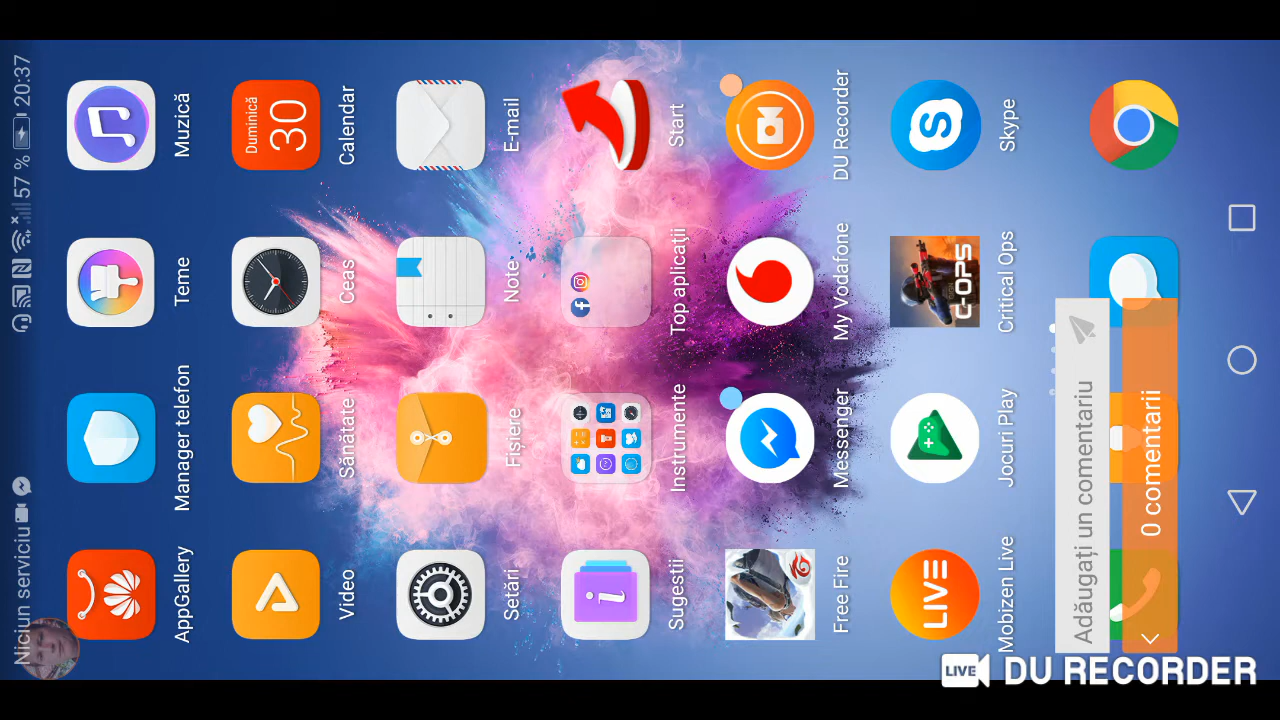 Niciun serviciu 57 % 20:37
AppGallery Manager telefon Teme Muzică
Duminică
30
Video Sănătate Ceas Calendar
Setări Fișiere Note E-mail
Sugestii Instrumente Top aplicații Start
Free Fire Messenger My Vodafone DU Recorder
LIVE
C-OPS
Mobizen Live Jocuri Play Critical Ops Skype
Adăugați un comentariu
0 comentarii
LIVE DU RECORDER